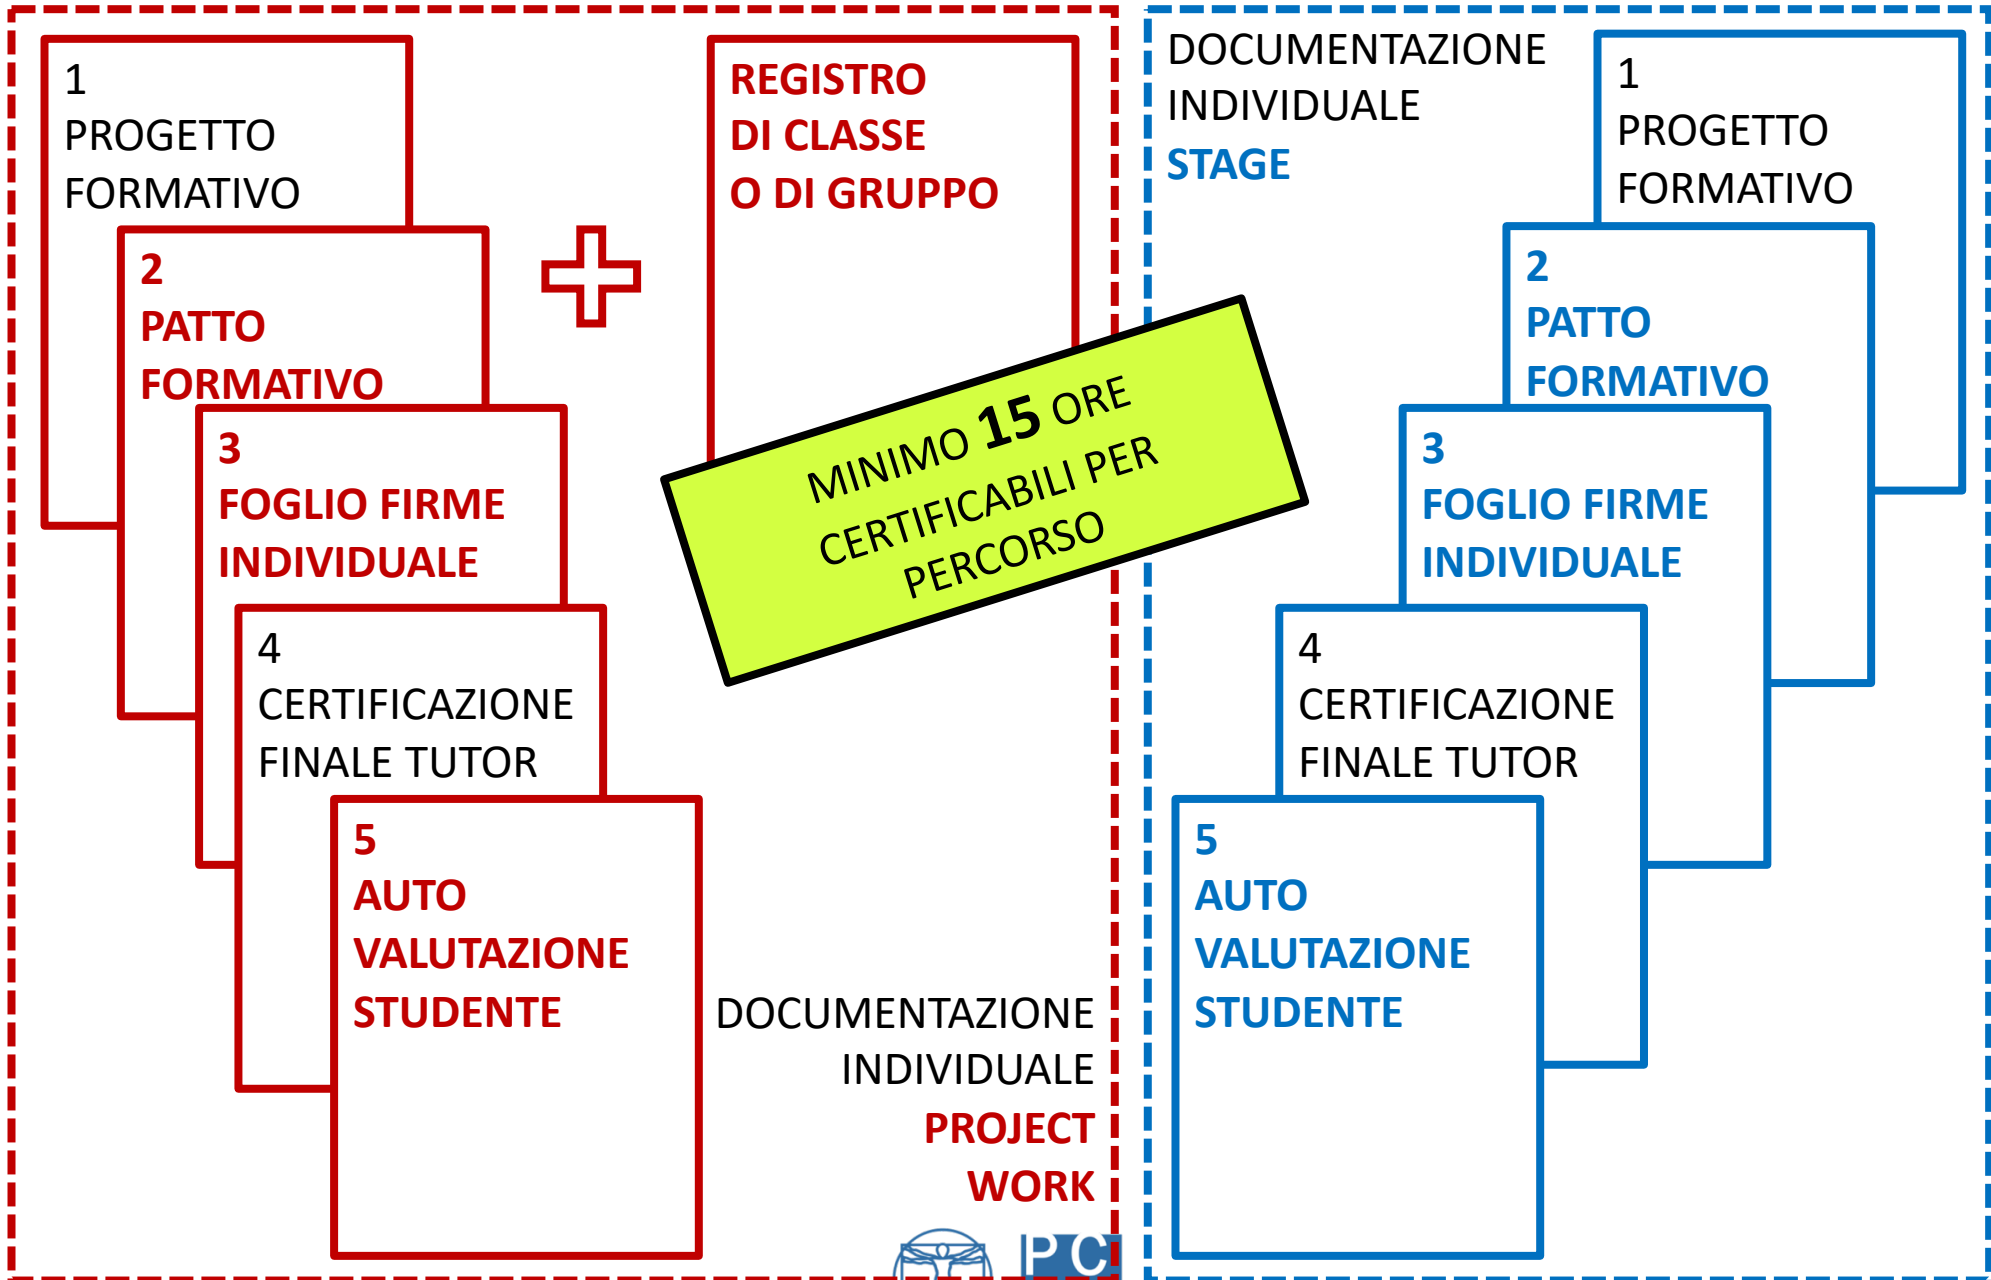 1
PROGETTO
FORMATIVO
2
PATTO
FORMATIVO
3
FOGLIO FIRME
INDIVIDUALE
4
CERTIFICAZIONE
FINALE TUTOR
5
AUTO
VALUTAZIONE
STUDENTE
REGISTRO
DI CLASSE
O DI GRUPPO
MINIMO 15 ORE
CERTIFICABILI PER
PERCORSO
DOCUMENTAZIONE
INDIVIDUALE
PROJECT
WORK
PC
DOCUMENTAZIONE
INDIVIDUALE
STAGE
1
PROGETTO
FORMATIVO
2
PATTO
FORMATIVO
3
FOGLIO FIRME
INDIVIDUALE
4
CERTIFICAZIONE
FINALE TUTOR
5
AUTO
VALUTAZIONE
STUDENTE